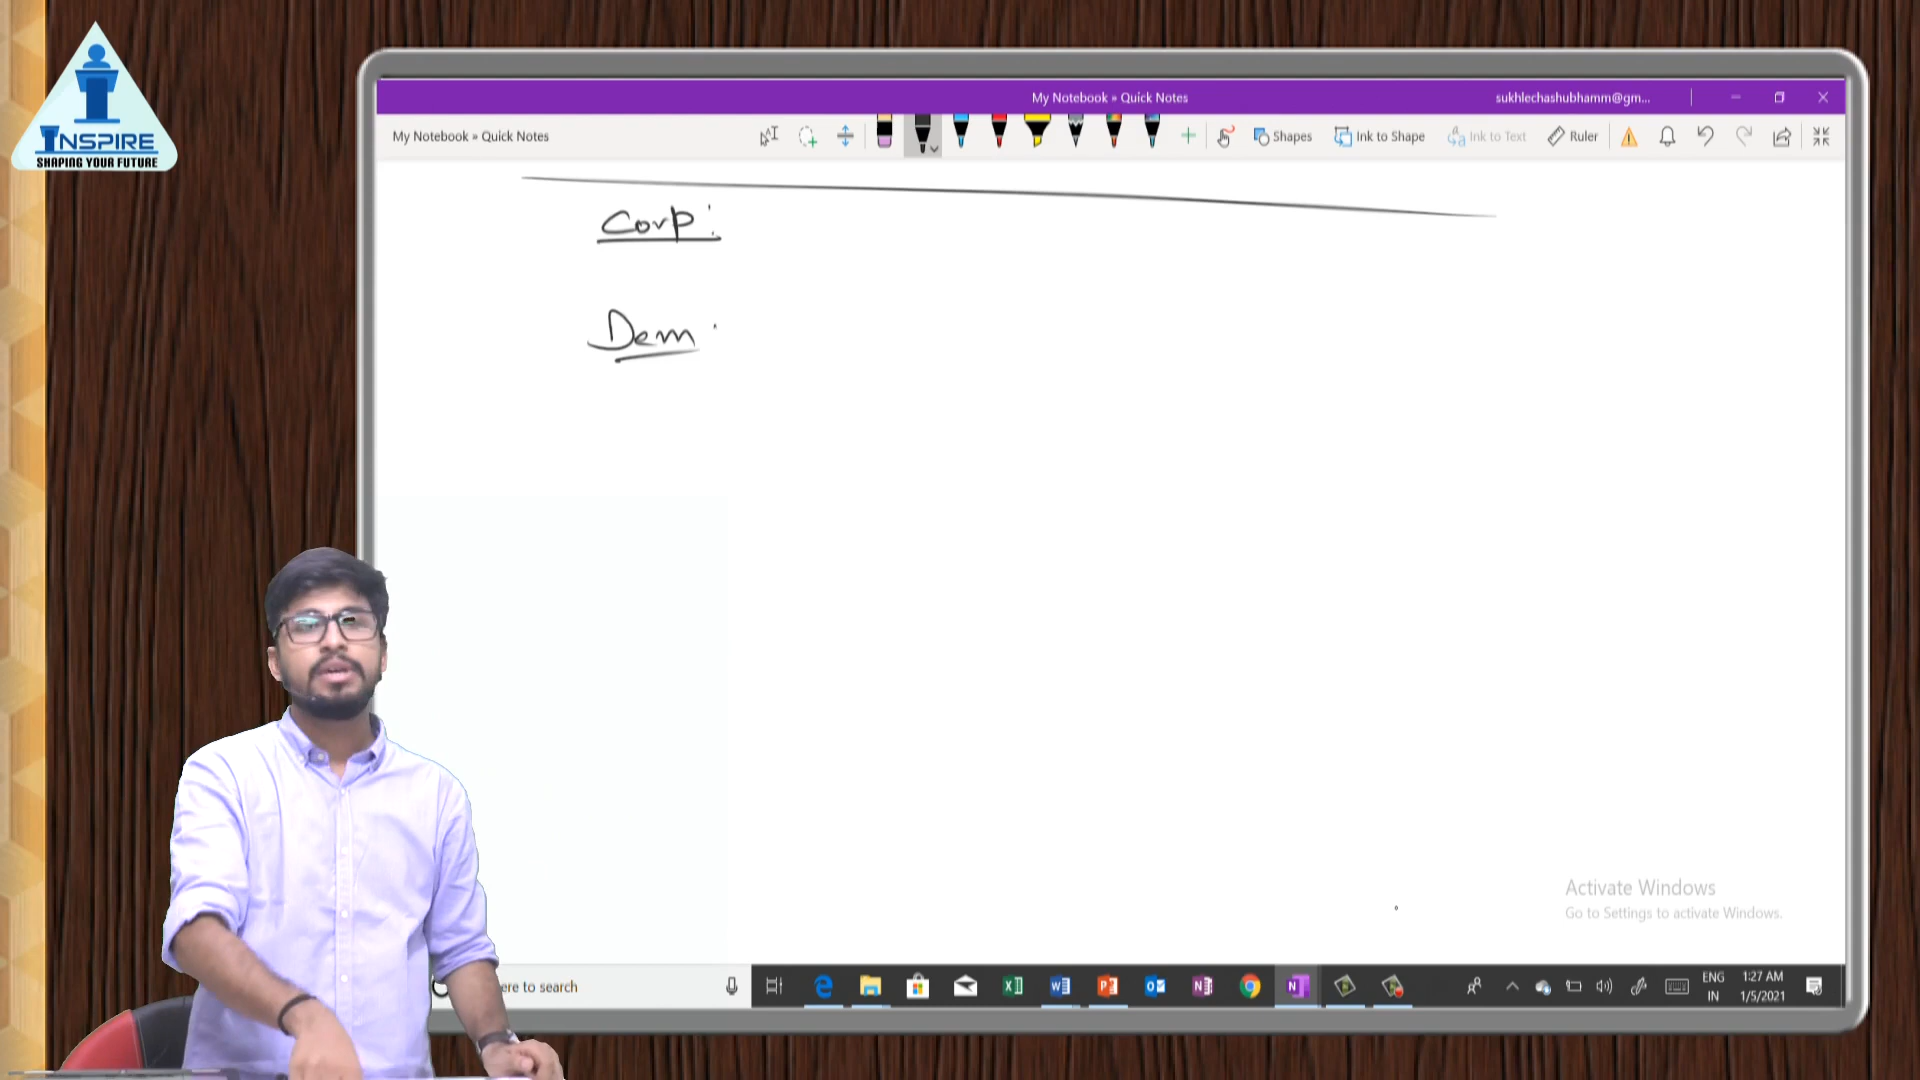 INSPIRE
SHAPING YOUR FUTURE
My Notebook » Quick Notes
sukhlechashubhamm@gm...
My Notebook » Quick Notes
Shapes
Ink to Shape
Ink to Text
Ruler
Corp:
Dem
Activate Windows
Go to Settings to activate Windows.
ere to search
ENG
IN
1:27 AM
1/5/2021